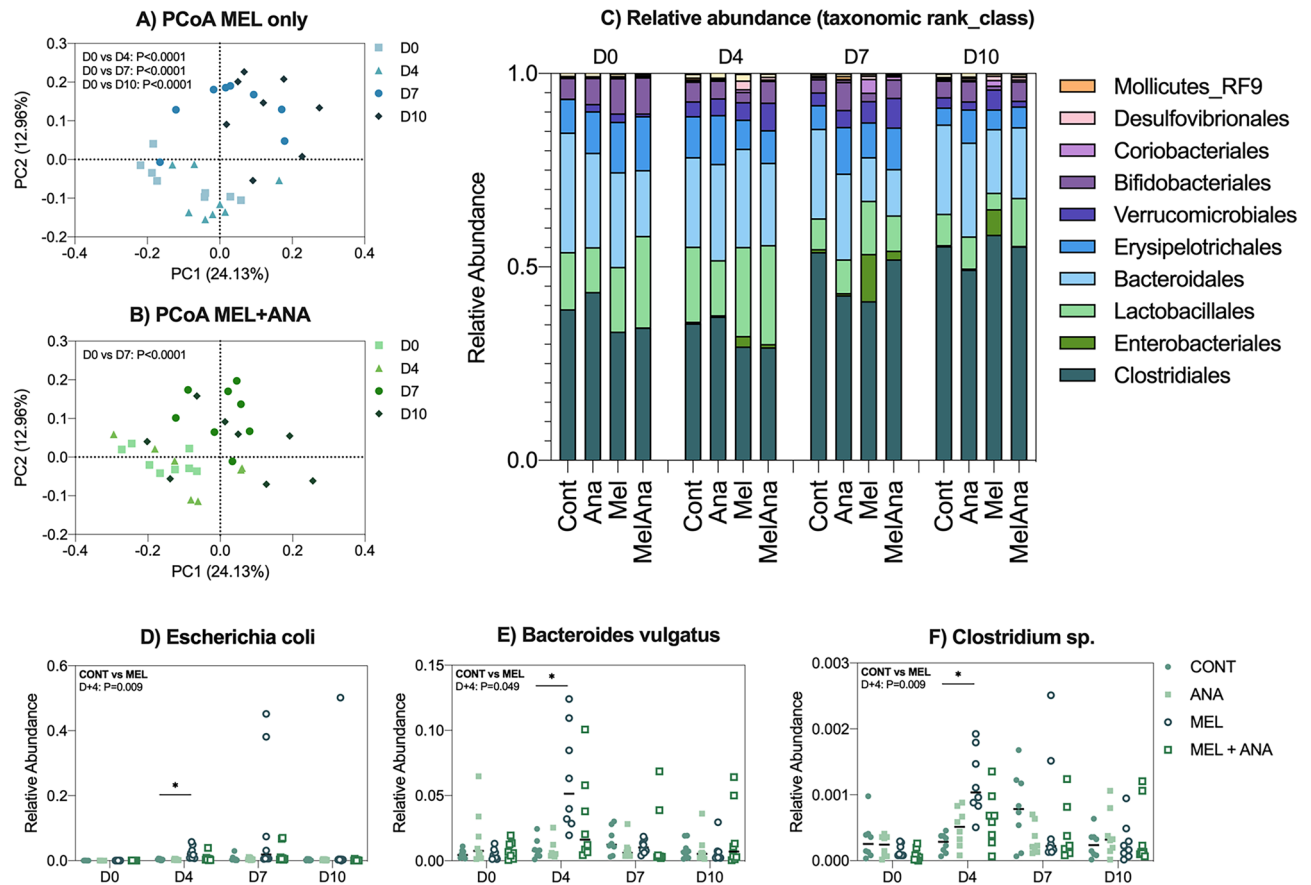 A) PCoA MEL only
0.3
0.2
0.1
0.0
-0.1
-0.2
PC2 (12.96%)
D0 vs D4: P<0.0001
D0 vs D7: P<0.0001
D0 vs D10: P<0.0001
-0.4
-0.2
0.0
0.2
0.4
PC1 (24.13%)
D0
D4
D7
D10
B) PCoA MEL+ANA
0.3
0.2
0.1
0.0
-0.1
-0.2
PC2 (12.96%)
D0 vs D7: P<0.0001
-0.4
-0.2
0.0
0.2
0.4
PC1 (24.13%)
D0
D4
D7
D10
C) Relative abundance (taxonomic rank_class)
D0
D4
D7
D10
1.0
0.5
0.0
Relative Abundance
Cont
Ana
Mel
MelAna
Cont
Ana
Mel
MelAna
Cont
Ana
Mel
MelAna
Cont
Ana
Mel
MelAna
Mollicutes_RF9
Desulfovibrionales
Coriobacteriales
Bifidobacteriales
Verrucomicrobiales
Erysipelotrichales
Bacteroidales
Lactobacillales
Enterobacteriales
Clostridiales
D) Escherichia coli
0.6
0.4
0.2
0.0
Relative Abundance
CONT vs MEL
D+4: P=0.009
*
D0
D4
D7
D10
E) Bacteroides vulgatus
0.15
0.10
0.05
0.00
Relative Abundance
CONT vs MEL
D+4: P=0.049
*
D0
D4
D7
D10
F) Clostridium sp.
0.003
0.002
0.001
0.000
Relative Abundance
CONT vs MEL
D+4: P=0.009
*
D0
D4
D7
D10
CONT
ANA
MEL
MEL + ANA